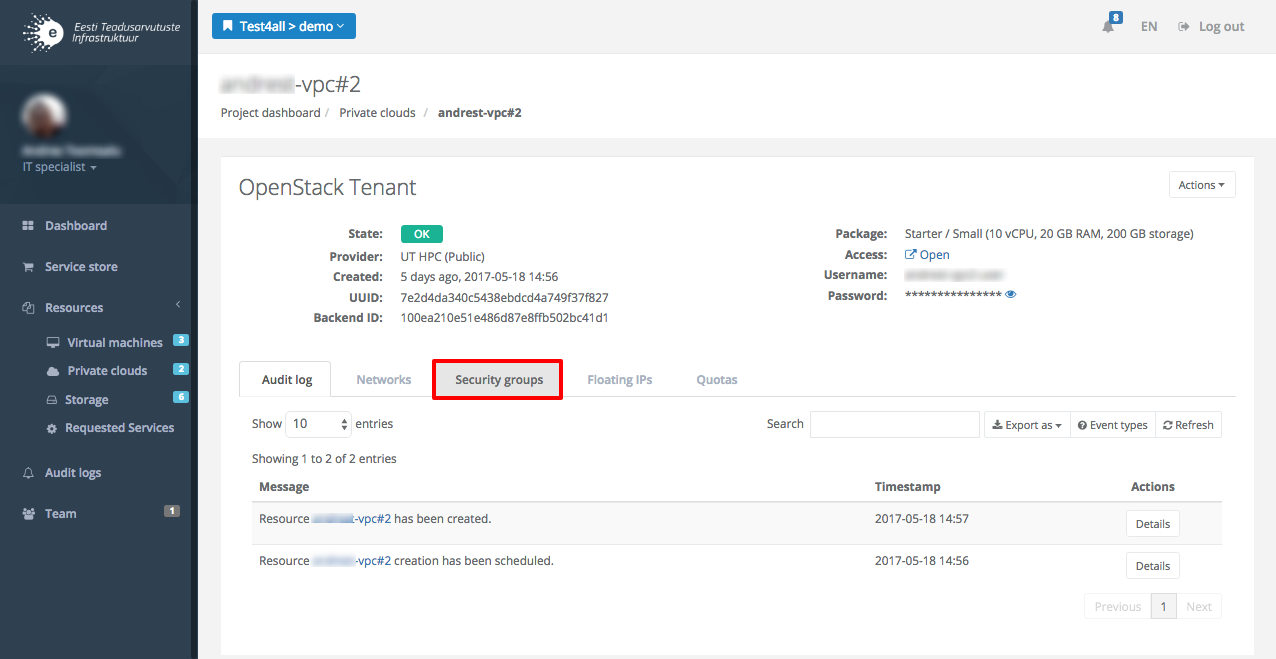 Eesti Teadusarvutuste
Infrastruktuur
IT specialist
Dashboard
Service store
Resources
Virtual machines 3
Private clouds 2
Storage 6
Requested Services
Audit logs
Team 1
Test4all > demo
8 EN Log out
-vpc#2
Project dashboard / Private clouds / andrest-vpc#2
OpenStack Tenant
Actions
State: OK
Provider: UT HPC (Public)
Created: 5 days ago, 2017-05-18 14:56
UUID: 7e2d4da340c5438ebdcd4a749f37f827
Backend ID: 100ea210e51e486d87e8ffb502bc41d1
Package: Starter / Small (10 vCPU, 20 GB RAM, 200 GB storage)
Access: Open
Username:
Password: ***************
Audit log Networks Security groups Floating IPs Quotas
Show 10 entries Search Export as Event types Refresh
Showing 1 to 2 of 2 entries
Message Timestamp Actions
Resource -vpc#2 has been created. 2017-05-18 14:57 Details
Resource -vpc#2 creation has been scheduled. 2017-05-18 14:56 Details
Previous 1 Next